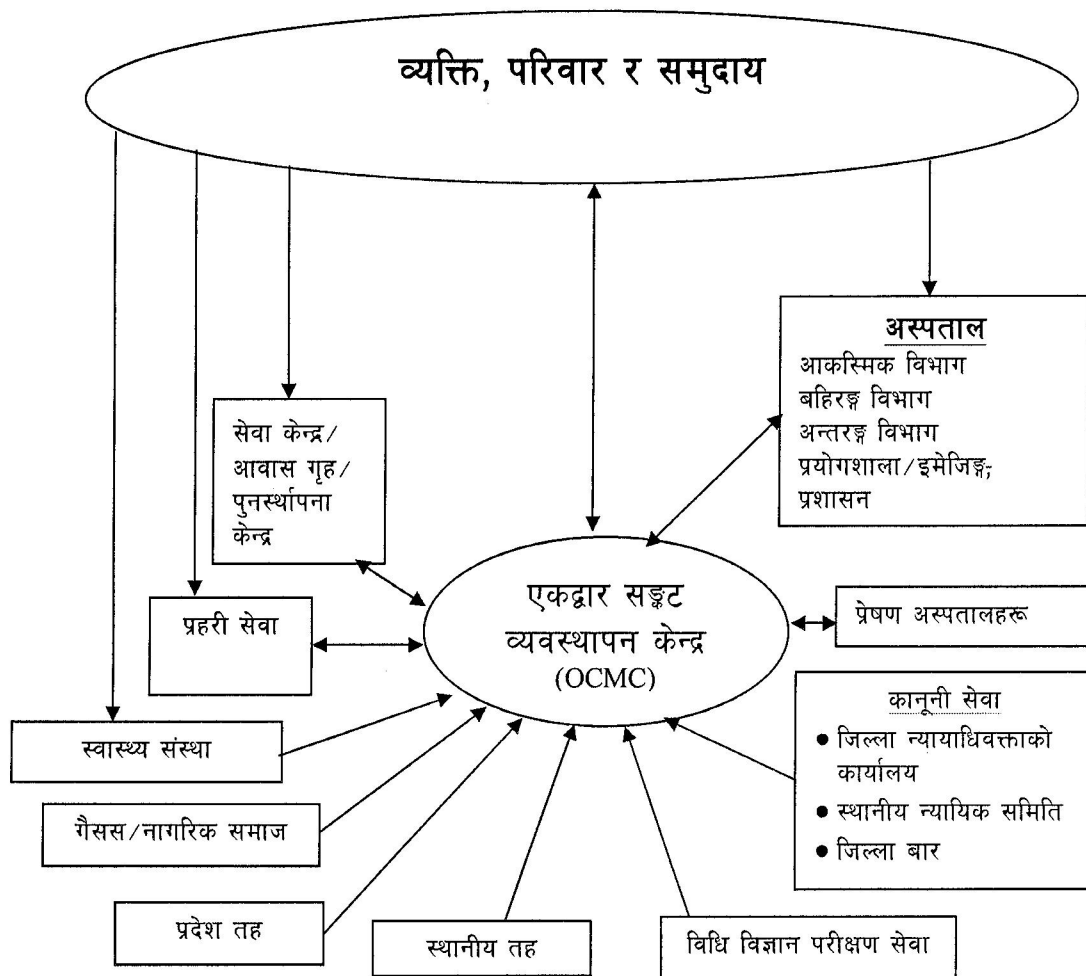 व्यक्ति, परिवार र समुदाय
अस्पताल
आकस्मिक विभाग
बहिरङ्ग विभाग
अन्तरङ्ग विभाग
प्रयोगशाला/इमेजिङ्ग;
प्रशासन
सेवा केन्द्र/
आवास गृह/
पुनर्स्थापना
केन्द्र
एकद्वार सङ्कट
व्यवस्थापन केन्द्र
(OCMC)
प्रेषण अस्पतालहरू
प्रहरी सेवा
कानूनी सेवा
● जिल्ला न्यायाधिवक्ताको
कार्यालय
● स्थानीय न्यायिक समिति
● जिल्ला बार
स्वास्थ्य संस्था
गैसस/नागरिक समाज
प्रदेश तह
स्थानीय तह
विधि विज्ञान परीक्षण सेवा